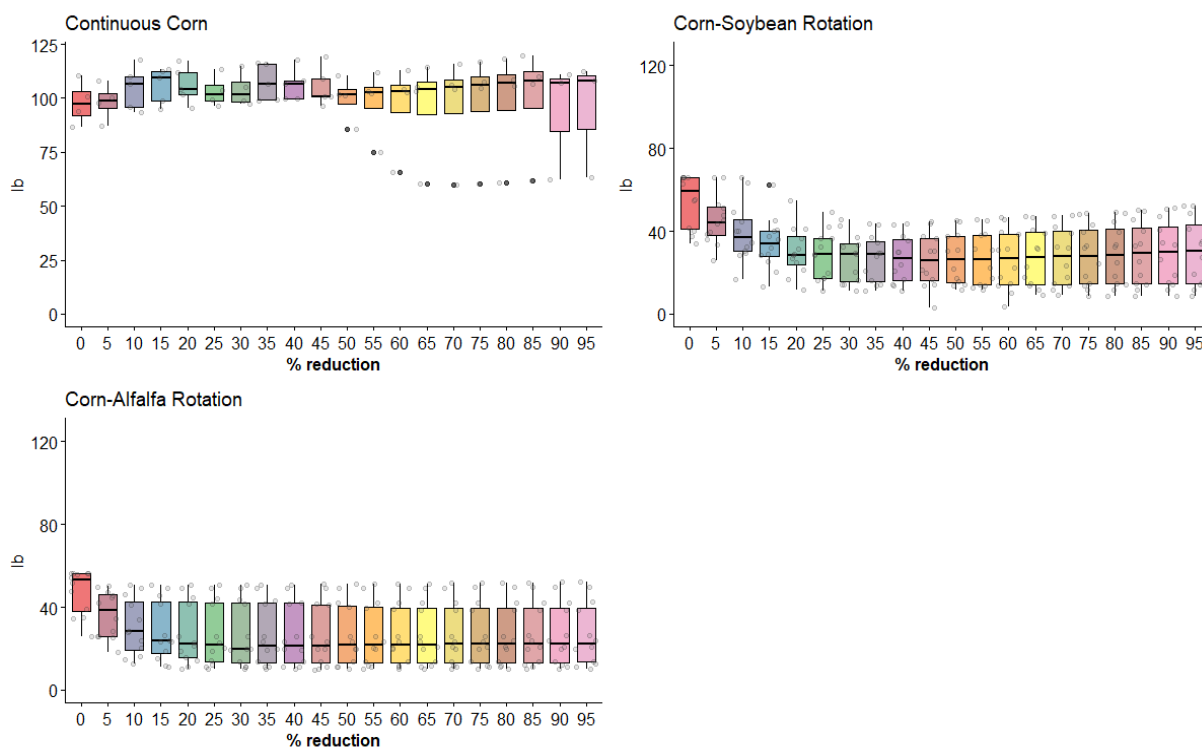 Continuous Corn
125
100
75
50
25
0
lb
0 5 10 15 20 25 30 35 40 45 50 55 60 65 70 75 80 85 90 95
% reduction
Corn-Soybean Rotation
120
80
40
0
lb
0 5 10 15 20 25 30 35 40 45 50 55 60 65 70 75 80 85 90 95
% reduction
Corn-Alfalfa Rotation
120
80
40
0
lb
0 5 10 15 20 25 30 35 40 45 50 55 60 65 70 75 80 85 90 95
% reduction